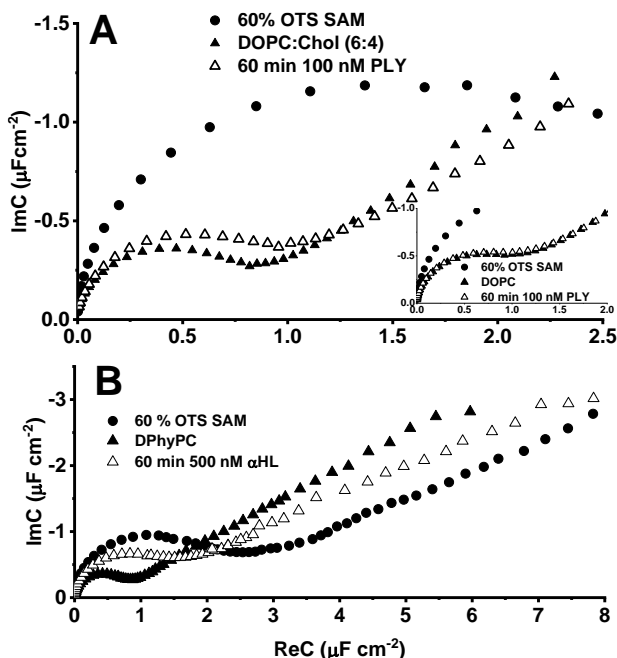 A
60% OTS SAM
DOPC:Chol (6:4)
60 min 100 nM PLY
ImC (µFcm-2)
-1.5
-1.0
-0.5
0.0
0.0 0.5 1.0 1.5 2.0 2.5
-1.0
-0.5
0.0
60% OTS SAM
DOPC
60 min 100 nM PLY
0.0 0.5 1.0 1.5 2.0
B
60 % OTS SAM
DPhyPC
60 min 500 nM αHL
ImC (µF cm-2)
-3
-2
-1
0
0 1 2 3 4 5 6 7 8
ReC (µF cm-2)